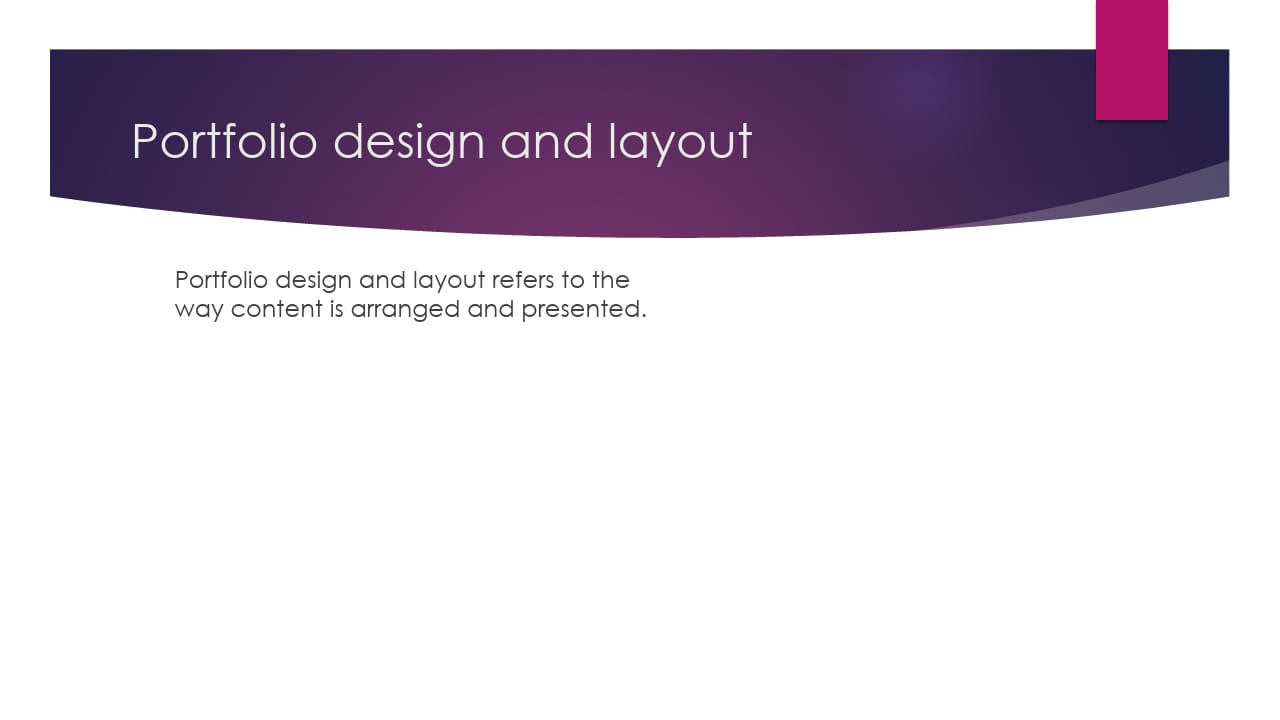 Portfolio design and layout
Portfolio design and layout refers to the
way content is arranged and presented.